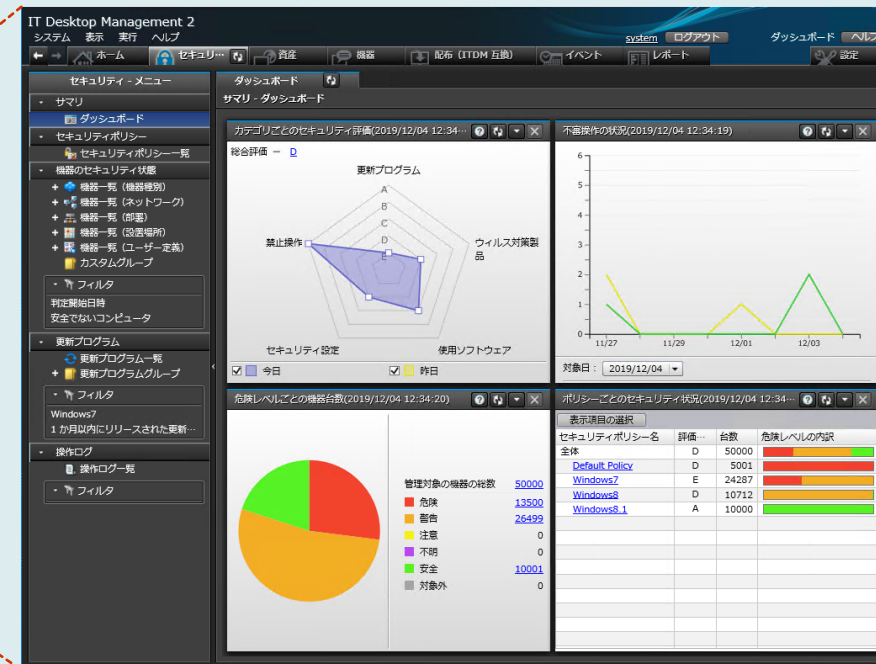 IT Desktop Management 2
システム 表示 実行 ヘルプ
system ログアウト ダッシュボード ヘルプ
ホーム セキュリ… 資産 機器 配布（ITDM 互換） イベント レポート 設定
セキュリティ - メニュー
サマリ
ダッシュボード
セキュリティポリシー
セキュリティポリシー一覧
機器のセキュリティ状態
機器一覧（機器種別）
機器一覧（ネットワーク）
機器一覧（部署）
機器一覧（設置場所）
機器一覧（ユーザー定義）
カスタムグループ
フィルタ
判定開始日時
安全でないコンピュータ
更新プログラム
更新プログラム一覧
更新プログラムグループ
フィルタ
Windows7
1 か月以内にリリースされた更新…
操作ログ
操作ログ一覧
フィルタ
ダッシュボード
サマリ - ダッシュボード
カテゴリごとのセキュリティ評価(2019/12/04 12:34…
総合評価 － D
更新プログラム
A
B
C
D
E
禁止操作
ウィルス対策製品
セキュリティ設定
使用ソフトウェア
今日 昨日
不審操作の状況(2019/12/04 12:34:19)
6
5
4
3
2
1
0
11/27 11/29 12/01 12/03
対象日： 2019/12/04
危険レベルごとの機器台数(2019/12/04 12:34:20)
管理対象の機器の総数 50000
危険 13500
警告 26499
注意 0
不明 0
安全 10001
対象外 0
ポリシーごとのセキュリティ状況(2019/12/04 12:34…
表示項目の選択
セキュリティポリシー名 評価… 台数 危険レベルの内訳
全体 D 50000
Default Policy D 5001
Windows7 E 24287
Windows8 D 10712
Windows8.1 A 10000